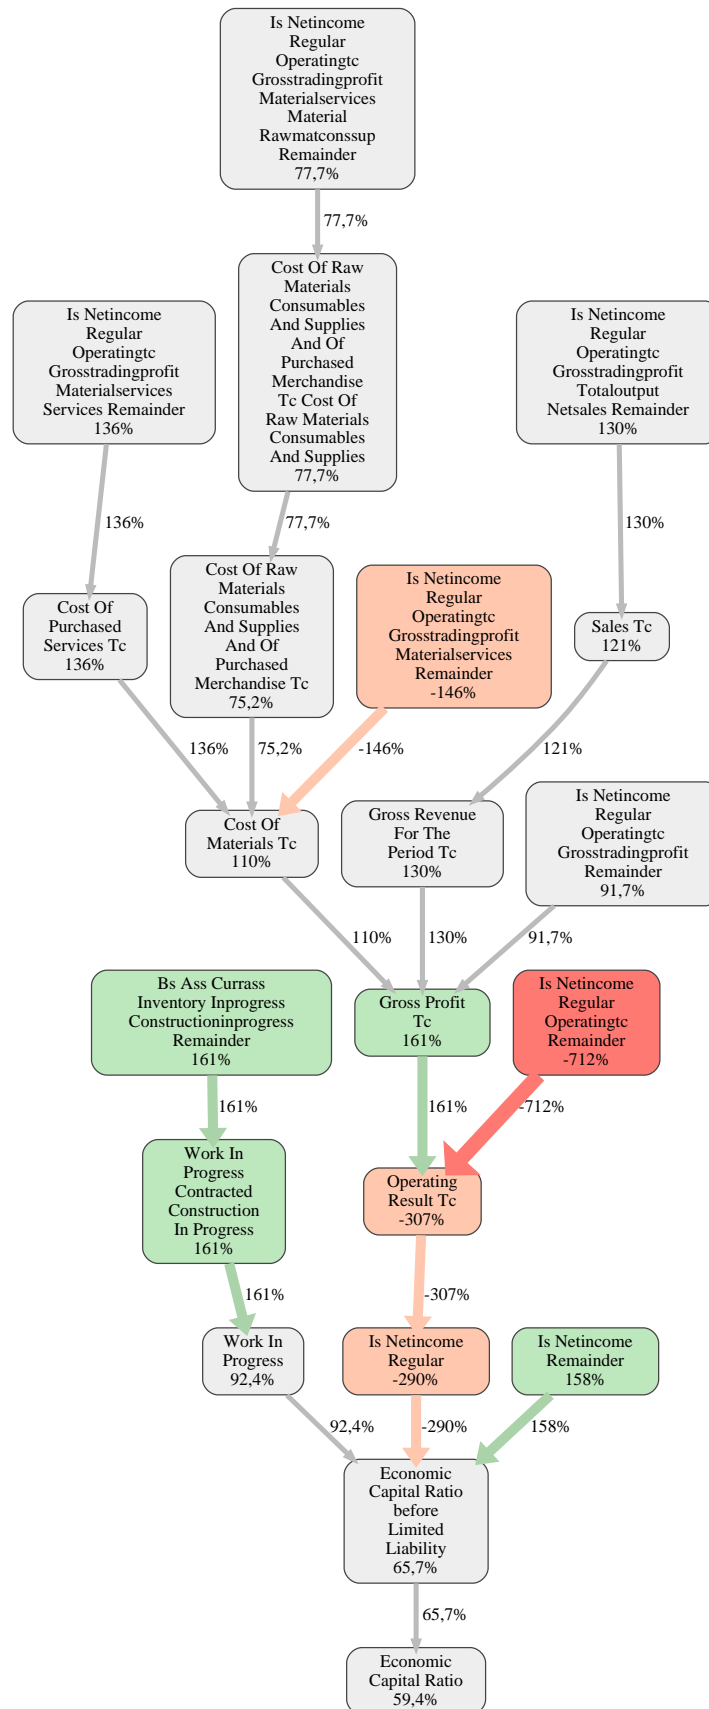 Is Netincome
Regular
Operatingtc
Grosstradingprofit
Materialservices
Material
Rawmatconssup
Remainder
77,7%
77,7%
Cost Of Raw
Materials
Consumables
And Supplies
And Of
Purchased
Merchandise
Tc Cost Of
Raw Materials
Consumables
And Supplies
77,7%
Is Netincome
Regular
Operatingtc
Grosstradingprofit
Materialservices
Services Remainder
136%
Is Netincome
Regular
Operatingtc
Grosstradingprofit
Totaloutput
Netsales Remainder
130%
136%
77,7%
130%
Cost Of
Purchased
Services Tc
136%
Cost Of Raw
Materials
Consumables
And Supplies
And Of
Purchased
Merchandise Tc
75,2%
Is Netincome
Regular
Operatingtc
Grosstradingprofit
Materialservices
Remainder
-146%
Sales Tc
121%
136%
75,2%
-146%
121%
Cost Of
Materials Tc
110%
Gross Revenue
For The
Period Tc
130%
Is Netincome
Regular
Operatingtc
Grosstradingprofit
Remainder
91,7%
110%
130%
91,7%
Bs Ass Currass
Inventory Inprogress
Constructioninprogress
Remainder
161%
Gross Profit
Tc
161%
Is Netincome
Regular
Operatingtc
Remainder
-712%
161%
161%
-712%
Work In
Progress
Contracted
Construction
In Progress
161%
Operating
Result Tc
-307%
161%
-307%
Work In
Progress
92,4%
Is Netincome
Regular
-290%
Is Netincome
Remainder
158%
92,4%
-290%
158%
Economic
Capital Ratio
before
Limited
Liability
65,7%
65,7%
Economic
Capital Ratio
59,4%